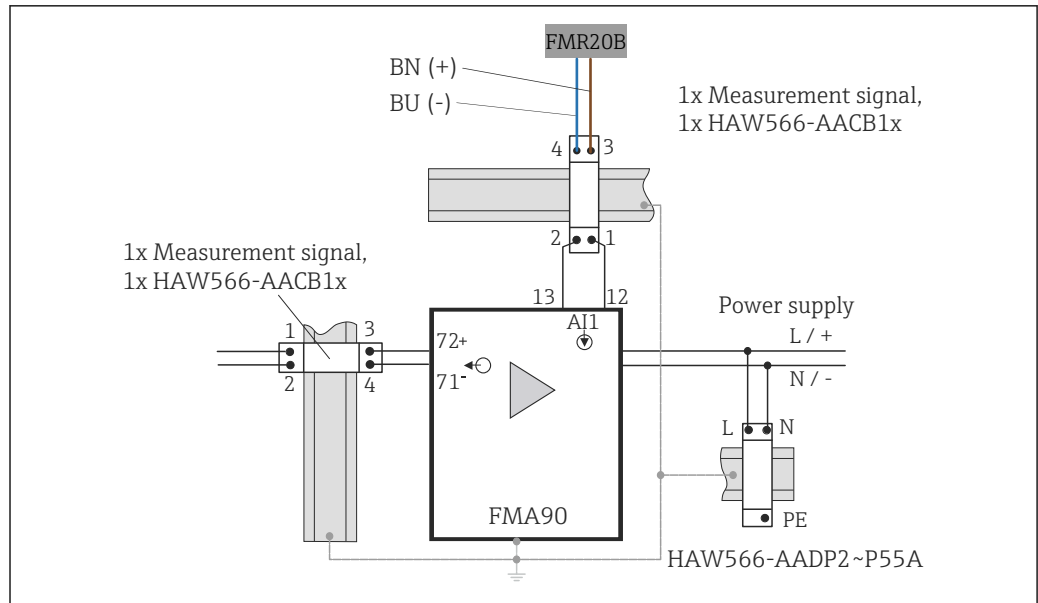 FMR20B
BN (+)
BU (-)
1x Measurement signal,
1x HAW566-AACB1x
4 3
2 1
1x Measurement signal,
1x HAW566-AACB1x
13 12
AI1
Power supply
L / +
N / -
1 3
2 4
72+
71-
L N
PE
FMA90
HAW566-AADP2~P55A